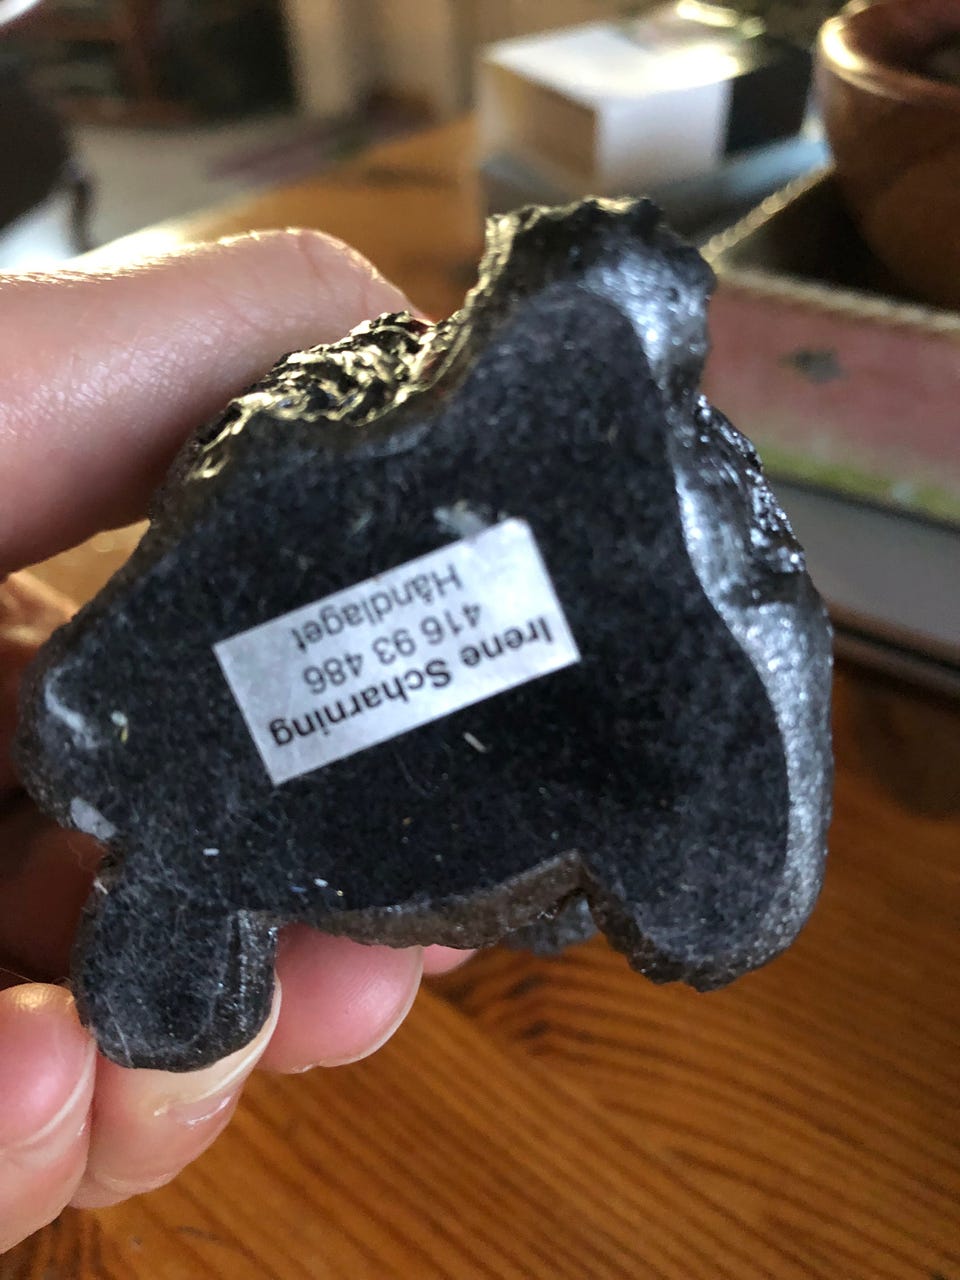 Irene Scharning
416 93 486
Håndlaget